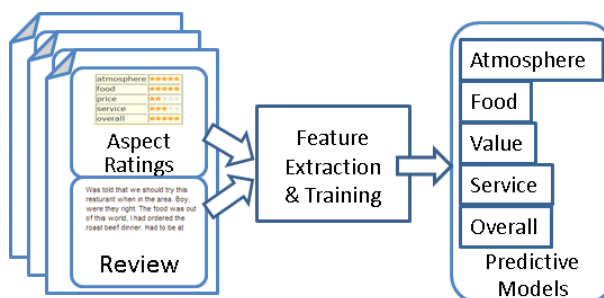 atmosphere ★★★★★
food ★★★★★
price ★★★★★
service ★★★★★
overall ★★★★★
Aspect
Ratings
Was told that we should try this
resturant when in the area. Boy,
were they right. The food was out
of this world, I had ordered the
roast beef dinner. Had to be at
Review
Feature
Extraction
& Training
Atmosphere
Food
Value
Service
Overall
Predictive
Models